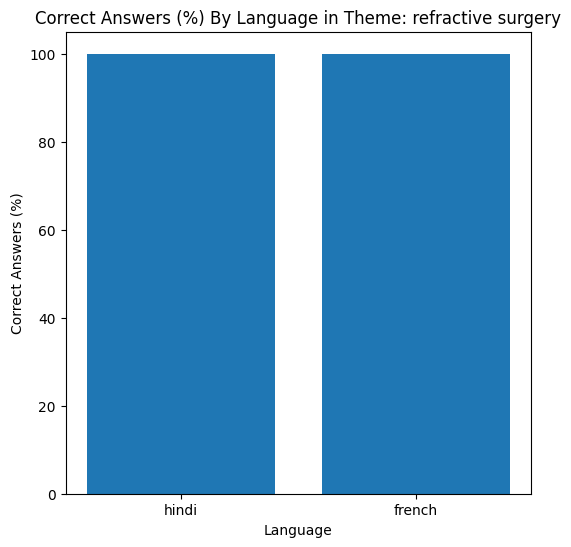 Correct Answers (%) By Language in Theme: refractive surgery
Correct Answers (%)
100
80
60
40
20
0
hindi
french
Language